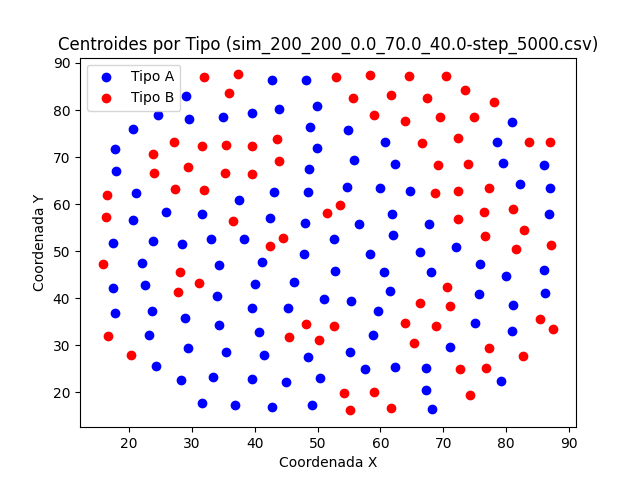 Centroides por Tipo (sim_200_200_0.0_70.0_40.0-step_5000.csv)
Tipo A
Tipo B
90
80
70
60
50
40
30
20
Coordenada Y
20 30 40 50 60 70 80 90
Coordenada X